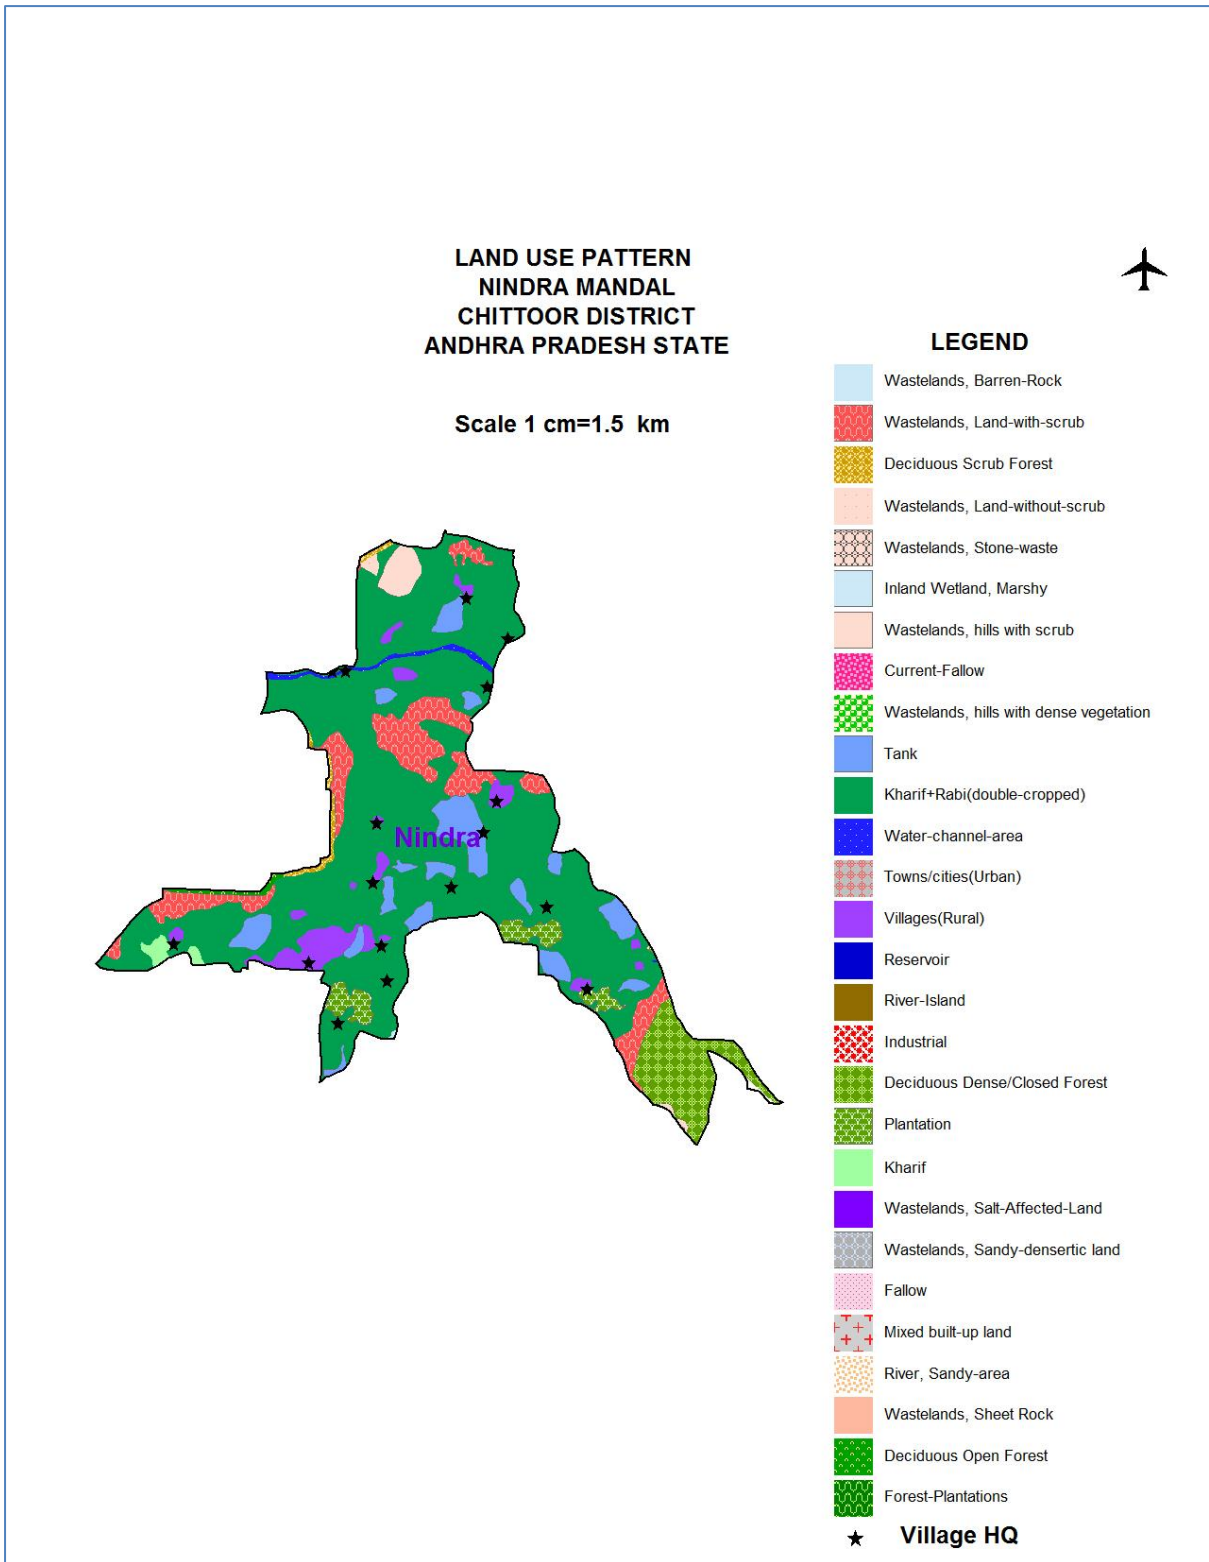 LAND USE PATTERN
NINDRA MANDAL
CHITTOOR DISTRICT
ANDHRA PRADESH STATE
Scale 1 cm=1.5 km
Nindra
LEGEND
Wastelands, Barren-Rock
Wastelands, Land-with-scrub
Deciduous Scrub Forest
Wastelands, Land-without-scrub
Wastelands, Stone-waste
Inland Wetland, Marshy
Wastelands, hills with scrub
Current-Fallow
Wastelands, hills with dense vegetation
Tank
Kharif+Rabi(double-cropped)
Water-channel-area
Towns/cities(Urban)
Villages(Rural)
Reservoir
River-Island
Industrial
Deciduous Dense/Closed Forest
Plantation
Kharif
Wastelands, Salt-Affected-Land
Wastelands, Sandy-densertic land
Fallow
Mixed built-up land
River, Sandy-area
Wastelands, Sheet Rock
Deciduous Open Forest
Forest-Plantations
Village HQ